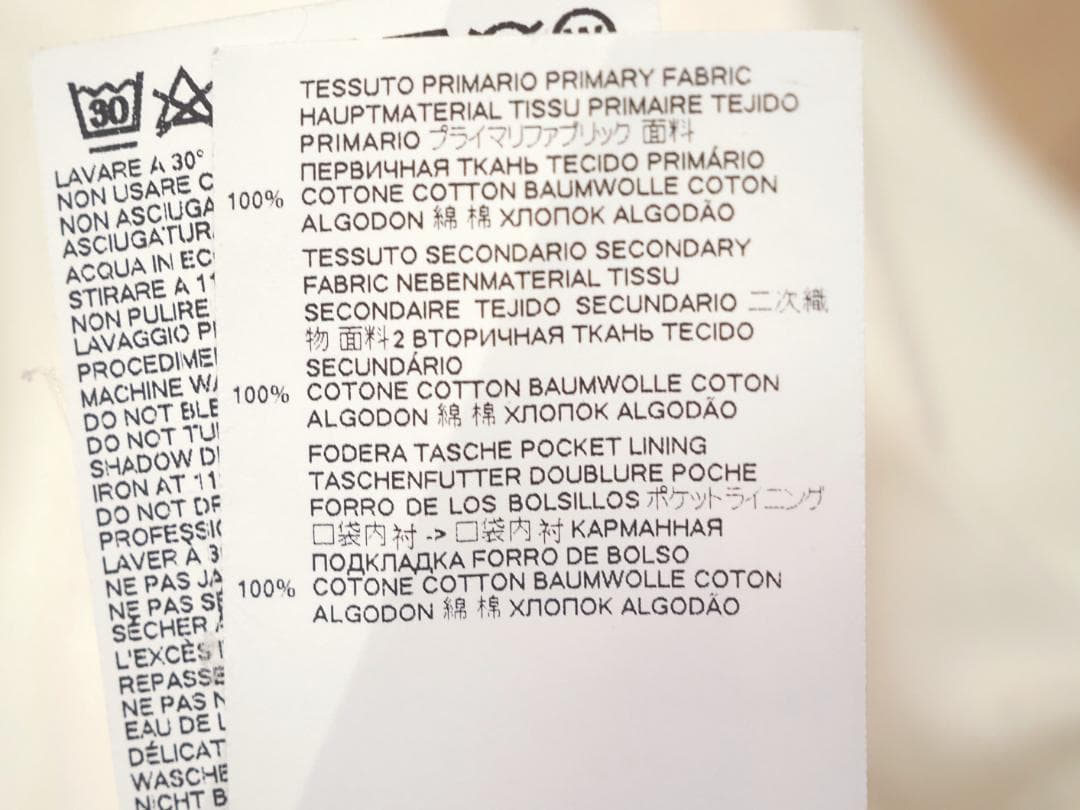 30
W
LAVARE A 30°
NON USARE
NON ASCIUGA
ASCIUGATUR
ACQUA IN
STIRARE A 11
NON PULIRE
LAVAGGIO
PROCEDIME
MACHINE
DO NOT BLE
DO NOT TU
SHADOW
IRON AT 11
DO NOT
PROFESSI
LAVER À 3
NE PAS JA
NE PAS
SÉCHER
L'EXCÈS
REPASSE
NE PAS
EAU DE
DÉLICAT
WASCHE
NICHT B
TESSUTO PRIMARIO PRIMARY FABRIC
HAUPTMATERIAL TISSU PRIMAIRE TEJIDO
PRIMARIO プライマリファブリック 面料
ПЕРВИЧНАЯ ТКАНЬ TECIDO PRIMÁRIO
100% COTONE COTTON BAUMWOLLE COTON
ALGODON 綿 棉 ХЛОПОК ALGODÃO
TESSUTO SECONDARIO SECONDARY
FABRIC NEBENMATERIAL TISSU
SECONDAIRE TEJIDO SECUNDARIO 二次織
物 面料2 ВТОРИЧНАЯ ТКАНЬ TECIDO
SECUNDÁRIO
100% COTONE COTTON BAUMWOLLE COTON
ALGODON 綿 棉 ХЛОПОК ALGODÃO
FODERA TASCHE POCKET LINING
TASCHENFUTTER DOUBLURE POCHE
FORRO DE LOS BOLSILLOS ポケットライニング
口袋内衬 -> 口袋内衬 КАРМАННАЯ
ПОДКЛАДКА FORRO DE BOLSO
100% COTONE COTTON BAUMWOLLE COTON
ALGODON 綿 棉 ХЛОПОК ALGODÃO